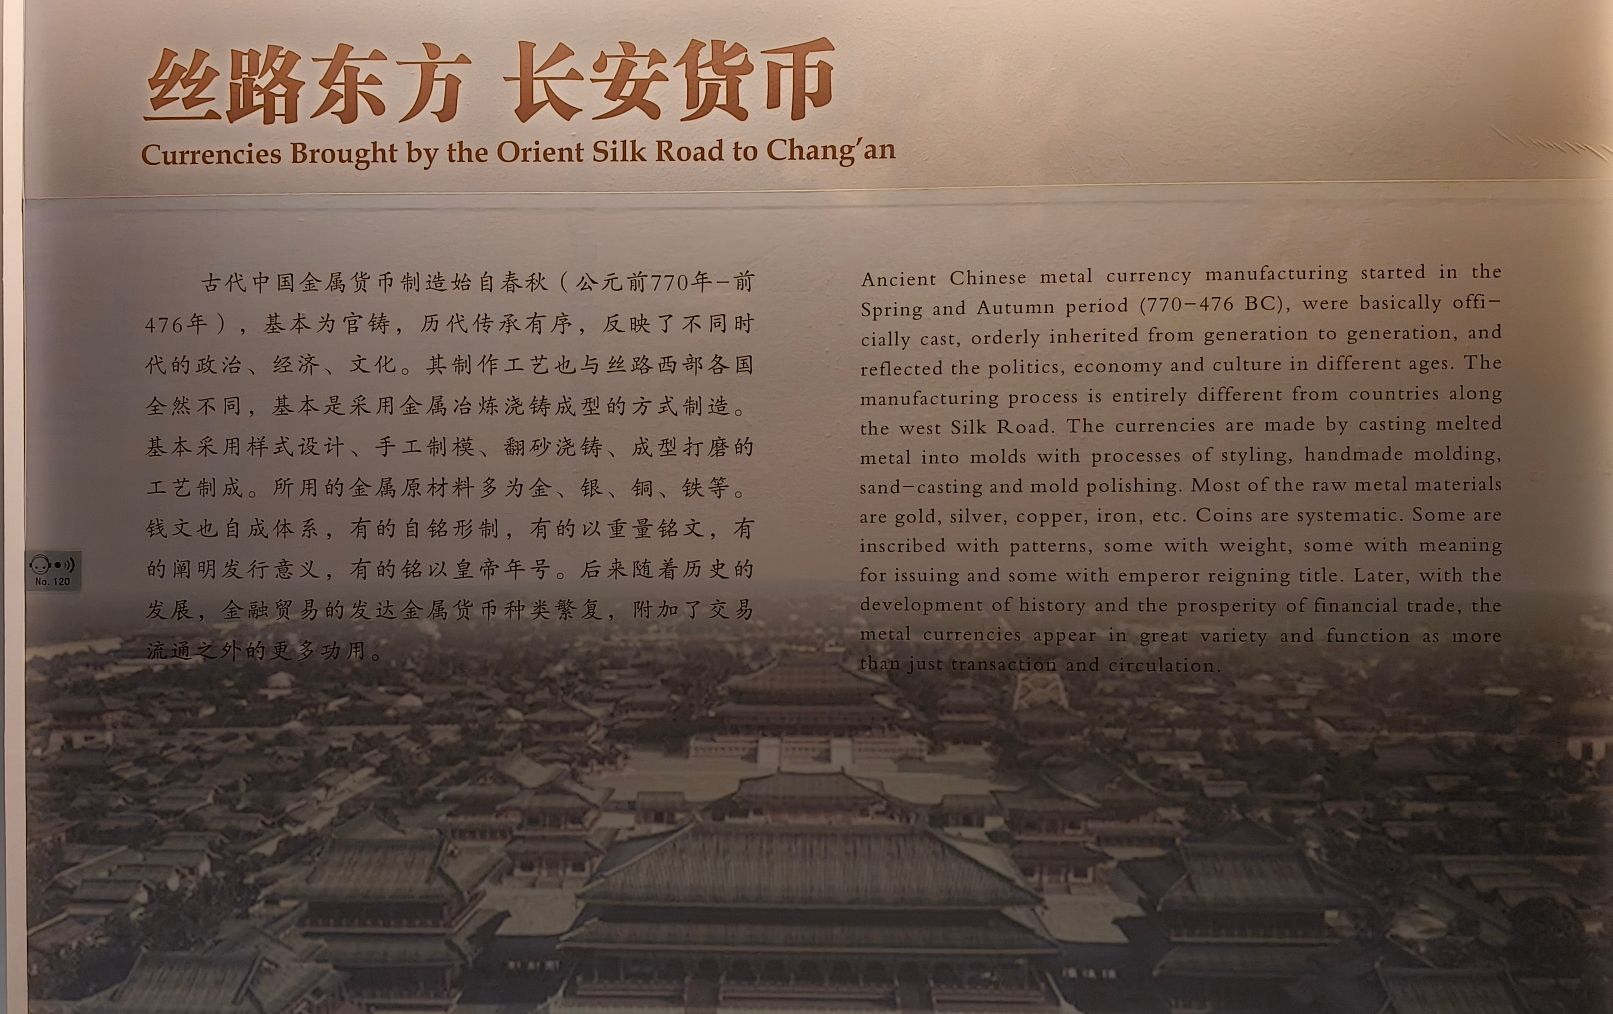 丝路东方 长安货币
Currencies Brought by the Orient Silk Road to Chang'an
古代中国金属货币制造始自春秋（公元前770年-前
476年），基本为官铸，历代传承有序，反映了不同时
代的政治、经济、文化。其制作工艺也与丝路西部各国
全然不同，基本是采用金属冶炼浇铸成型的方式制造。
基本采用样式设计、手工制模、翻砂浇铸、成型打磨的
工艺制成。所用的金属原材料多为金、银、铜、铁等。
钱文也自成体系，有的自铭形制，有的以重量铭文，有
的阐明发行意义，有的铭以皇帝年号。后来随着历史的
发展，金融贸易的发达金属货币种类繁复，附加了交易
流通之外的更多功用。
Ancient Chinese metal currency manufacturing started in the
Spring and Autumn period (770-476 BC), were basically offi-
cially cast, orderly inherited from generation to generation, and
reflected the politics, economy and culture in different ages. The
manufacturing process is entirely different from countries along
the west Silk Road. The currencies are made by casting melted
metal into molds with processes of styling, handmade molding,
sand-casting and mold polishing. Most of the raw metal materials
are gold, silver, copper, iron, etc. Coins are systematic. Some are
inscribed with patterns, some with weight, some with meaning
for issuing and some with emperor reigning title. Later, with the
development of history and the prosperity of financial trade, the
metal currencies appear in great variety and function as more
than just transaction and circulation.
No. 120